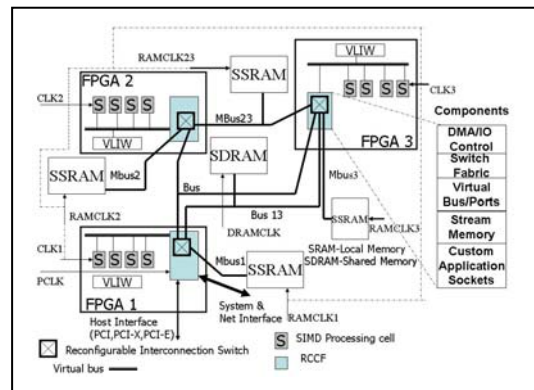 RAMCLK23
SSRAM
VLIW
S S S S
CLK3
FPGA 3
FPGA 2
CLK2
S S S S
VLIW
MBus23
SDRAM
SSRAM
Mbus2
Bus
Mbus3
Bus 13
RAMCLK2
DRAMCLK
SSRAM
RAMCLK3
SRAM-Local Memory
SDRAM-Shared Memory
CLK1
PCLK
S S S S
VLIW
FPGA 1
Mbus1
SSRAM
RAMCLK1
System &
Net Interface
Host Interface
(PCI,PCI-X,PCI-E)
Components
DMA/IO
Control
Switch
Fabric
Virtual
Bus/Ports
Stream
Memory
Custom
Application
Sockets
Reconfigurable Interconnection Switch
Virtual bus
S SIMD Processing cell
RCCF